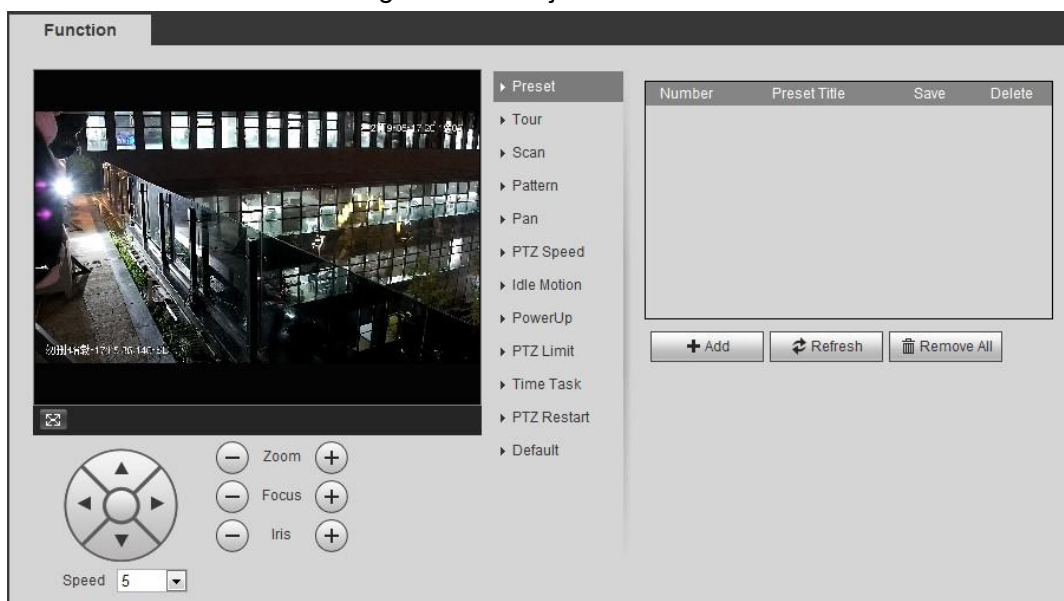 Function
Preset
Tour
Scan
Pattern
Pan
PTZ Speed
Idle Motion
PowerUp
PTZ Limit
Time Task
PTZ Restart
Default
Number Preset Title Save Delete
Add Refresh Remove All
Zoom
Focus
Iris
Speed 5